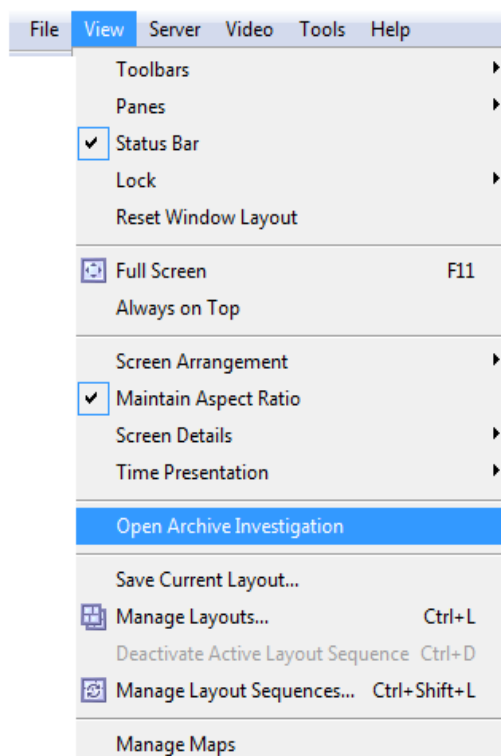 File View Server Video Tools Help
Toolbars
Panes
Status Bar
Lock
Reset Window Layout
Full Screen F11
Always on Top
Screen Arrangement
Maintain Aspect Ratio
Screen Details
Time Presentation
Open Archive Investigation
Save Current Layout...
Manage Layouts... Ctrl+L
Deactivate Active Layout Sequence Ctrl+D
Manage Layout Sequences... Ctrl+Shift+L
Manage Maps